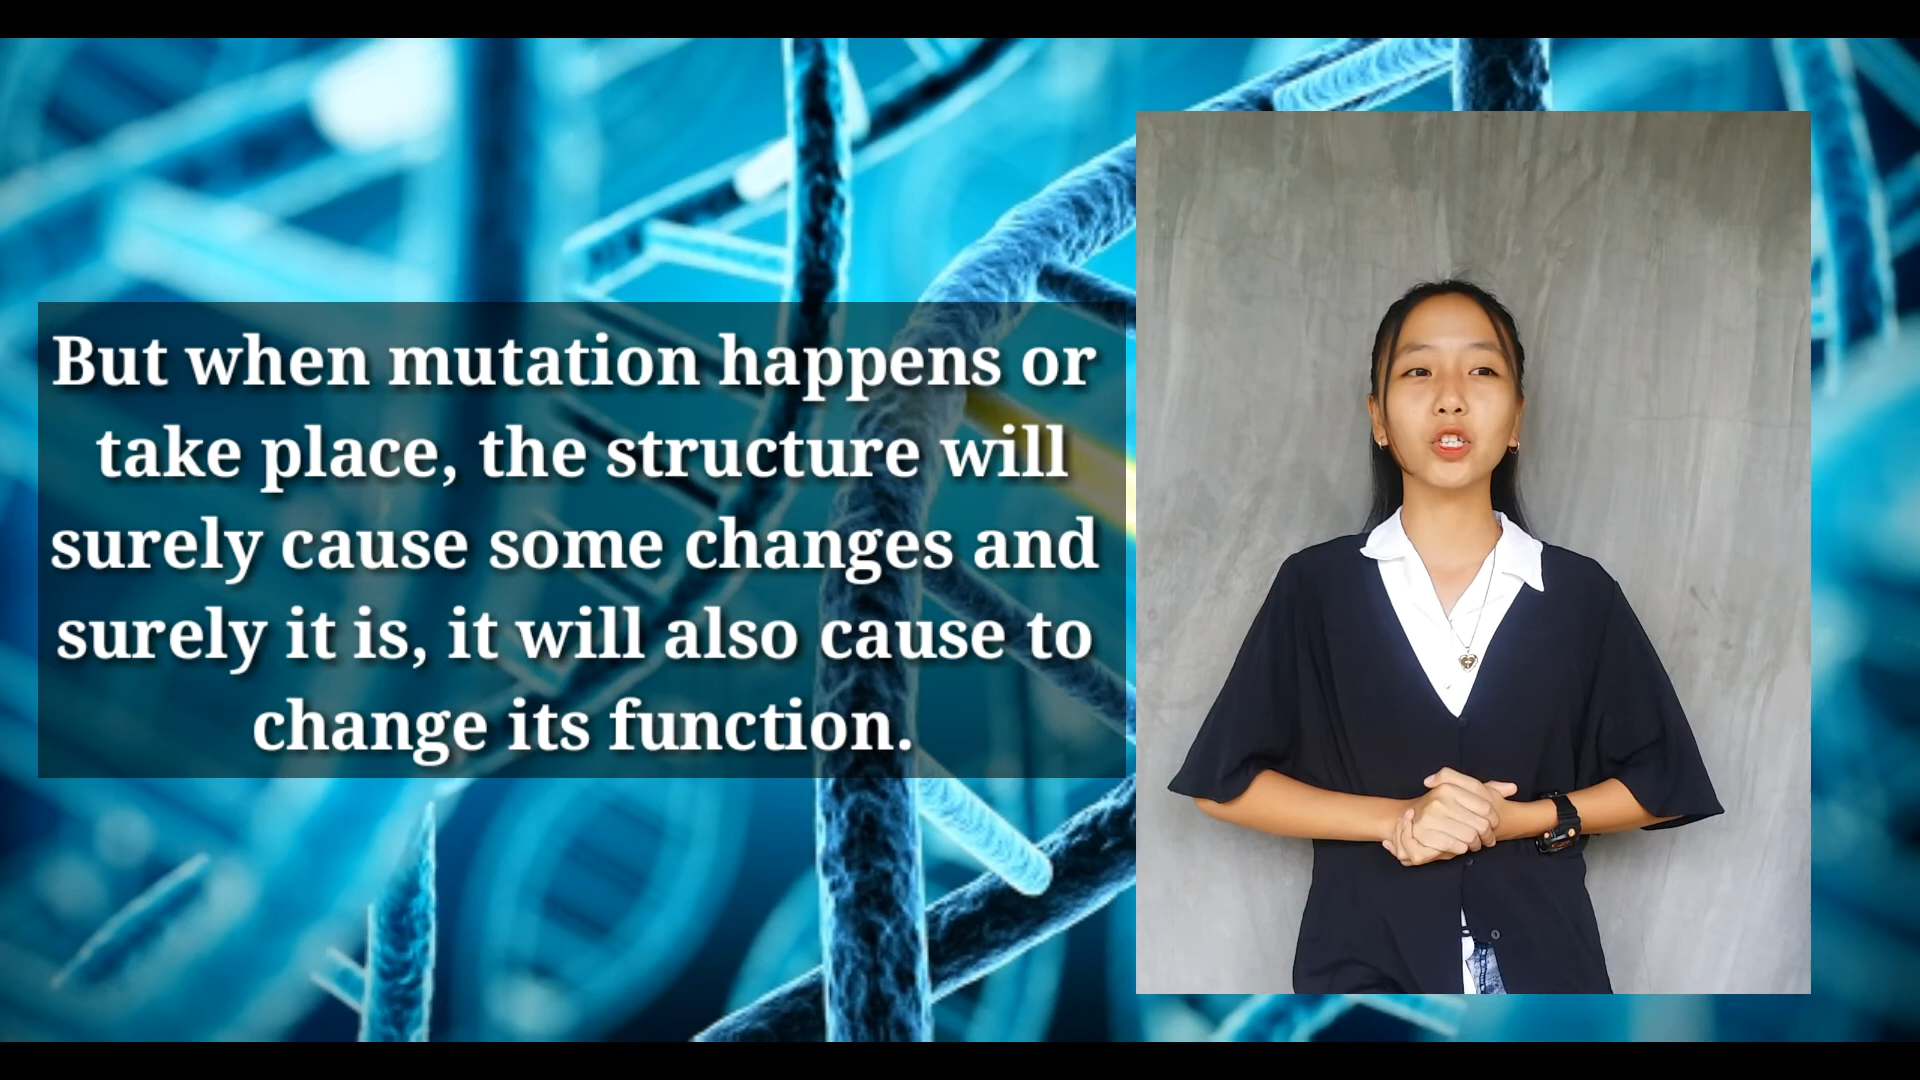 But when mutation happens or
take place, the structure will
surely cause some changes and
surely it is, it will also cause to
change its function.